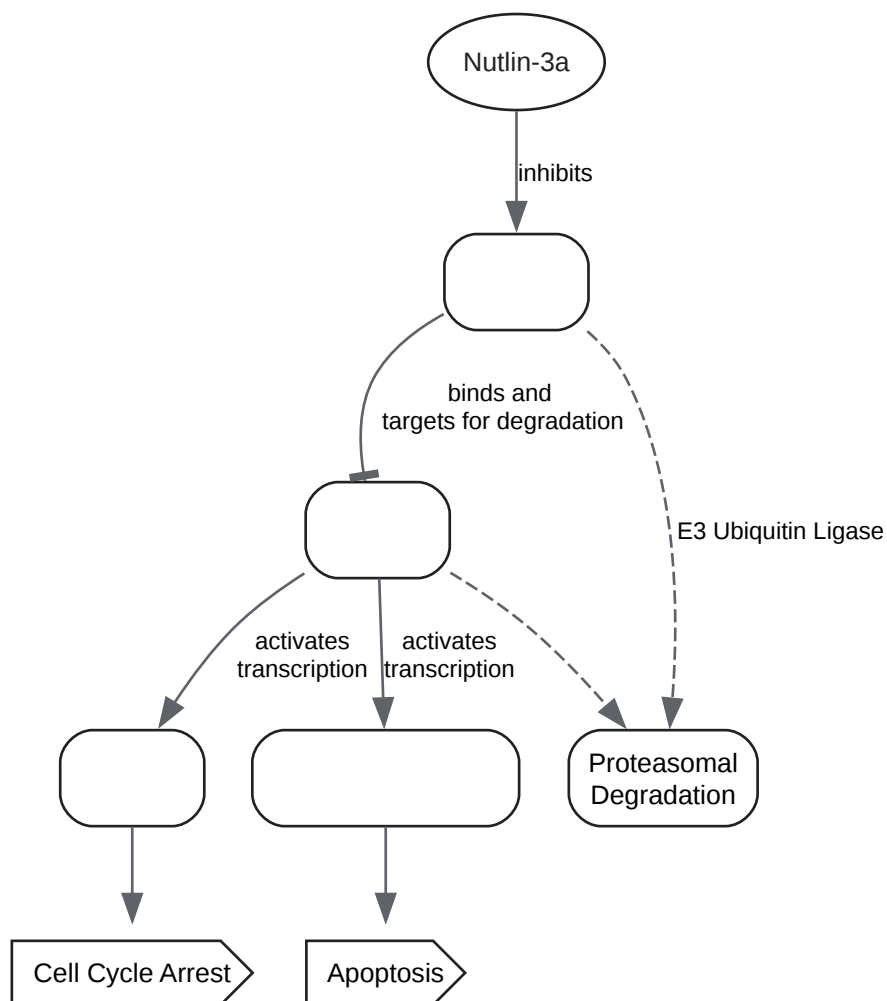 Nutlin-3a
inhibits
binds and
targets for degradation
E3 Ubiquitin Ligase
activates
transcription
activates
transcription
Proteasomal
Degradation
Cell Cycle Arrest
Apoptosis